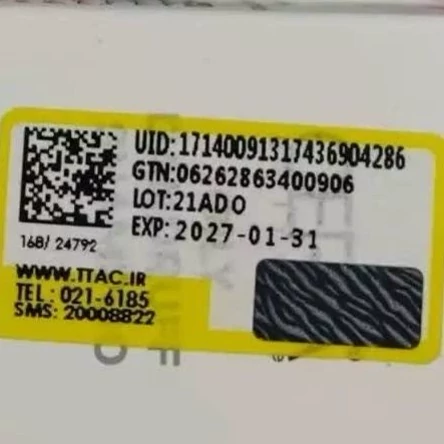 UID:17140091317436904286
GTN:06262863400906
LOT:21ADO
EXP:2027-01-31
16B/ 24792
WWW.TTAC.IR
TEL : 021-6185
SMS: 20008822